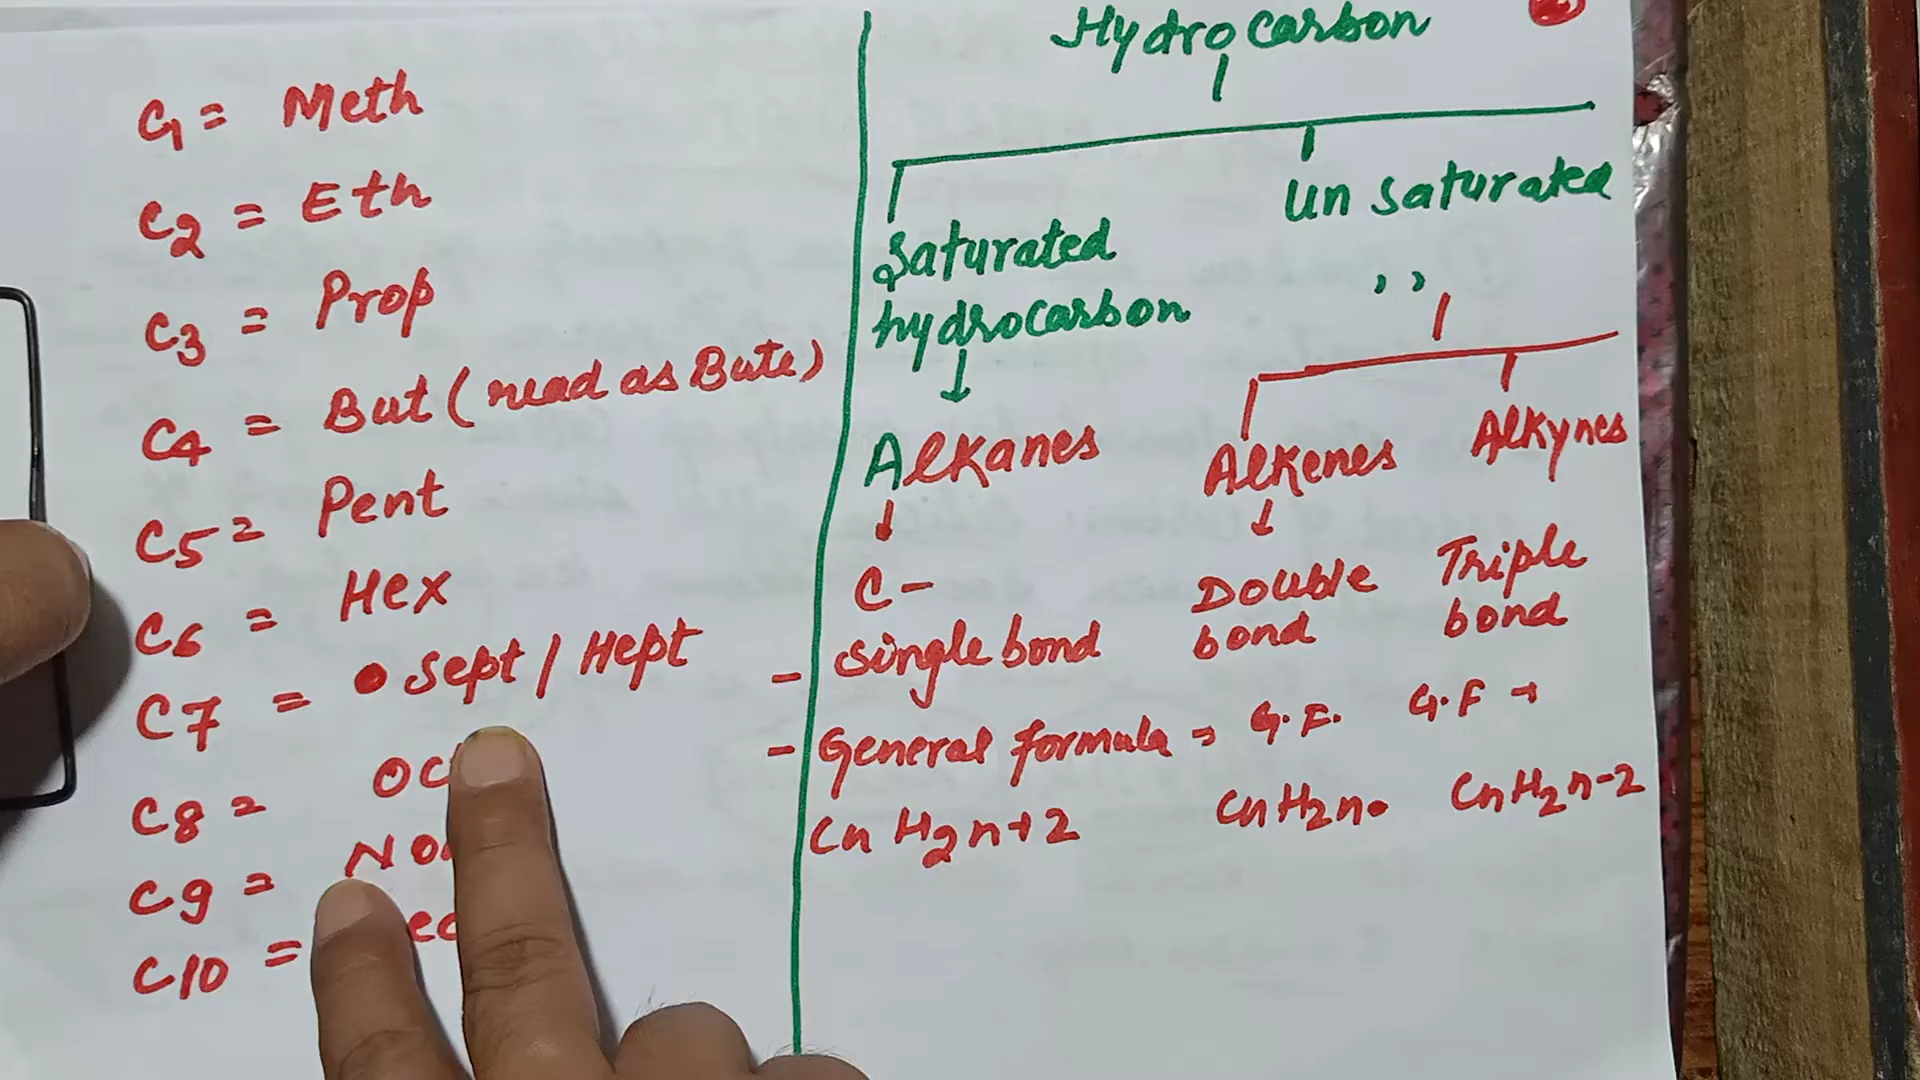 C1 = Meth
C2 = Eth
C3 = Prop
C4 = But (read as Bute)
C5 = Pent
C6 = Hex
C7 = Sept / Hept
C8 =
C9 =
C10 =
Hydrocarbon
Saturated
hydrocarbon
Un saturated
,,
Alkanes
Alkenes
Alkynes
C-
- Single bond
Double
bond
Triple
bond
- General formula =
G.F.
G.F →
CnH2n+2
CnH2n
CnH2n-2